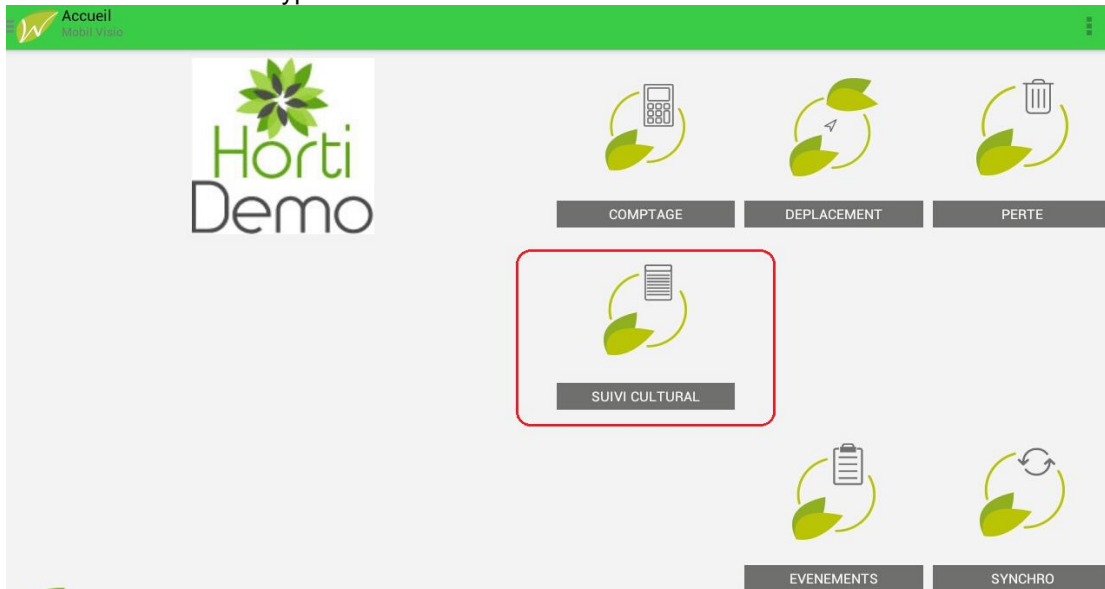 Accueil
Mobil Visio
Horti
Demo
COMPTAGE
DEPLACEMENT
PERTE
SUIVI CULTURAL
EVENEMENTS
SYNCHRO